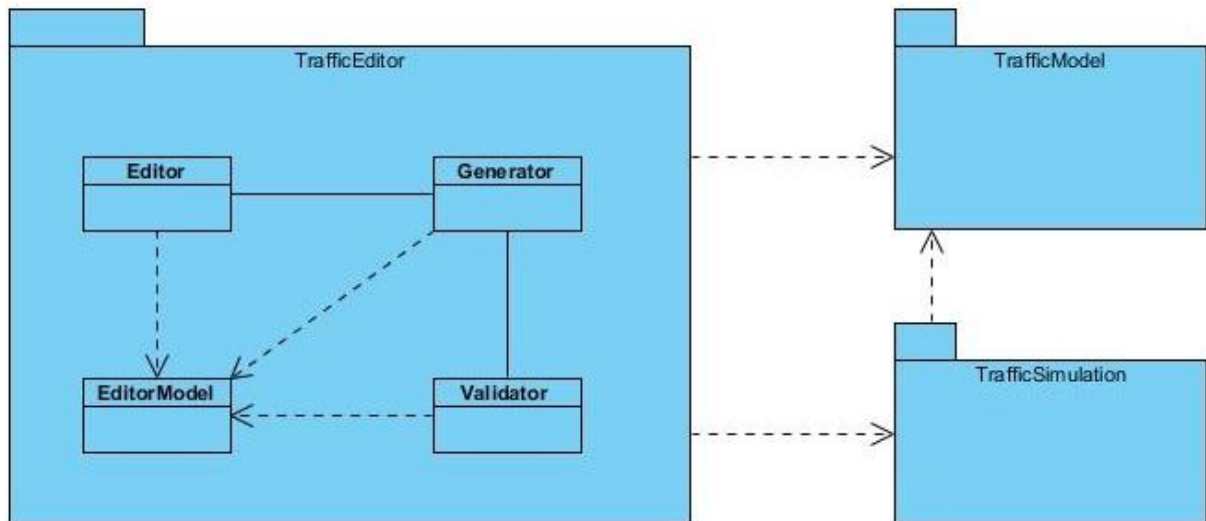 TrafficEditor
TrafficModel
Editor
Generator
TrafficSimulation
EditorModel
Validator